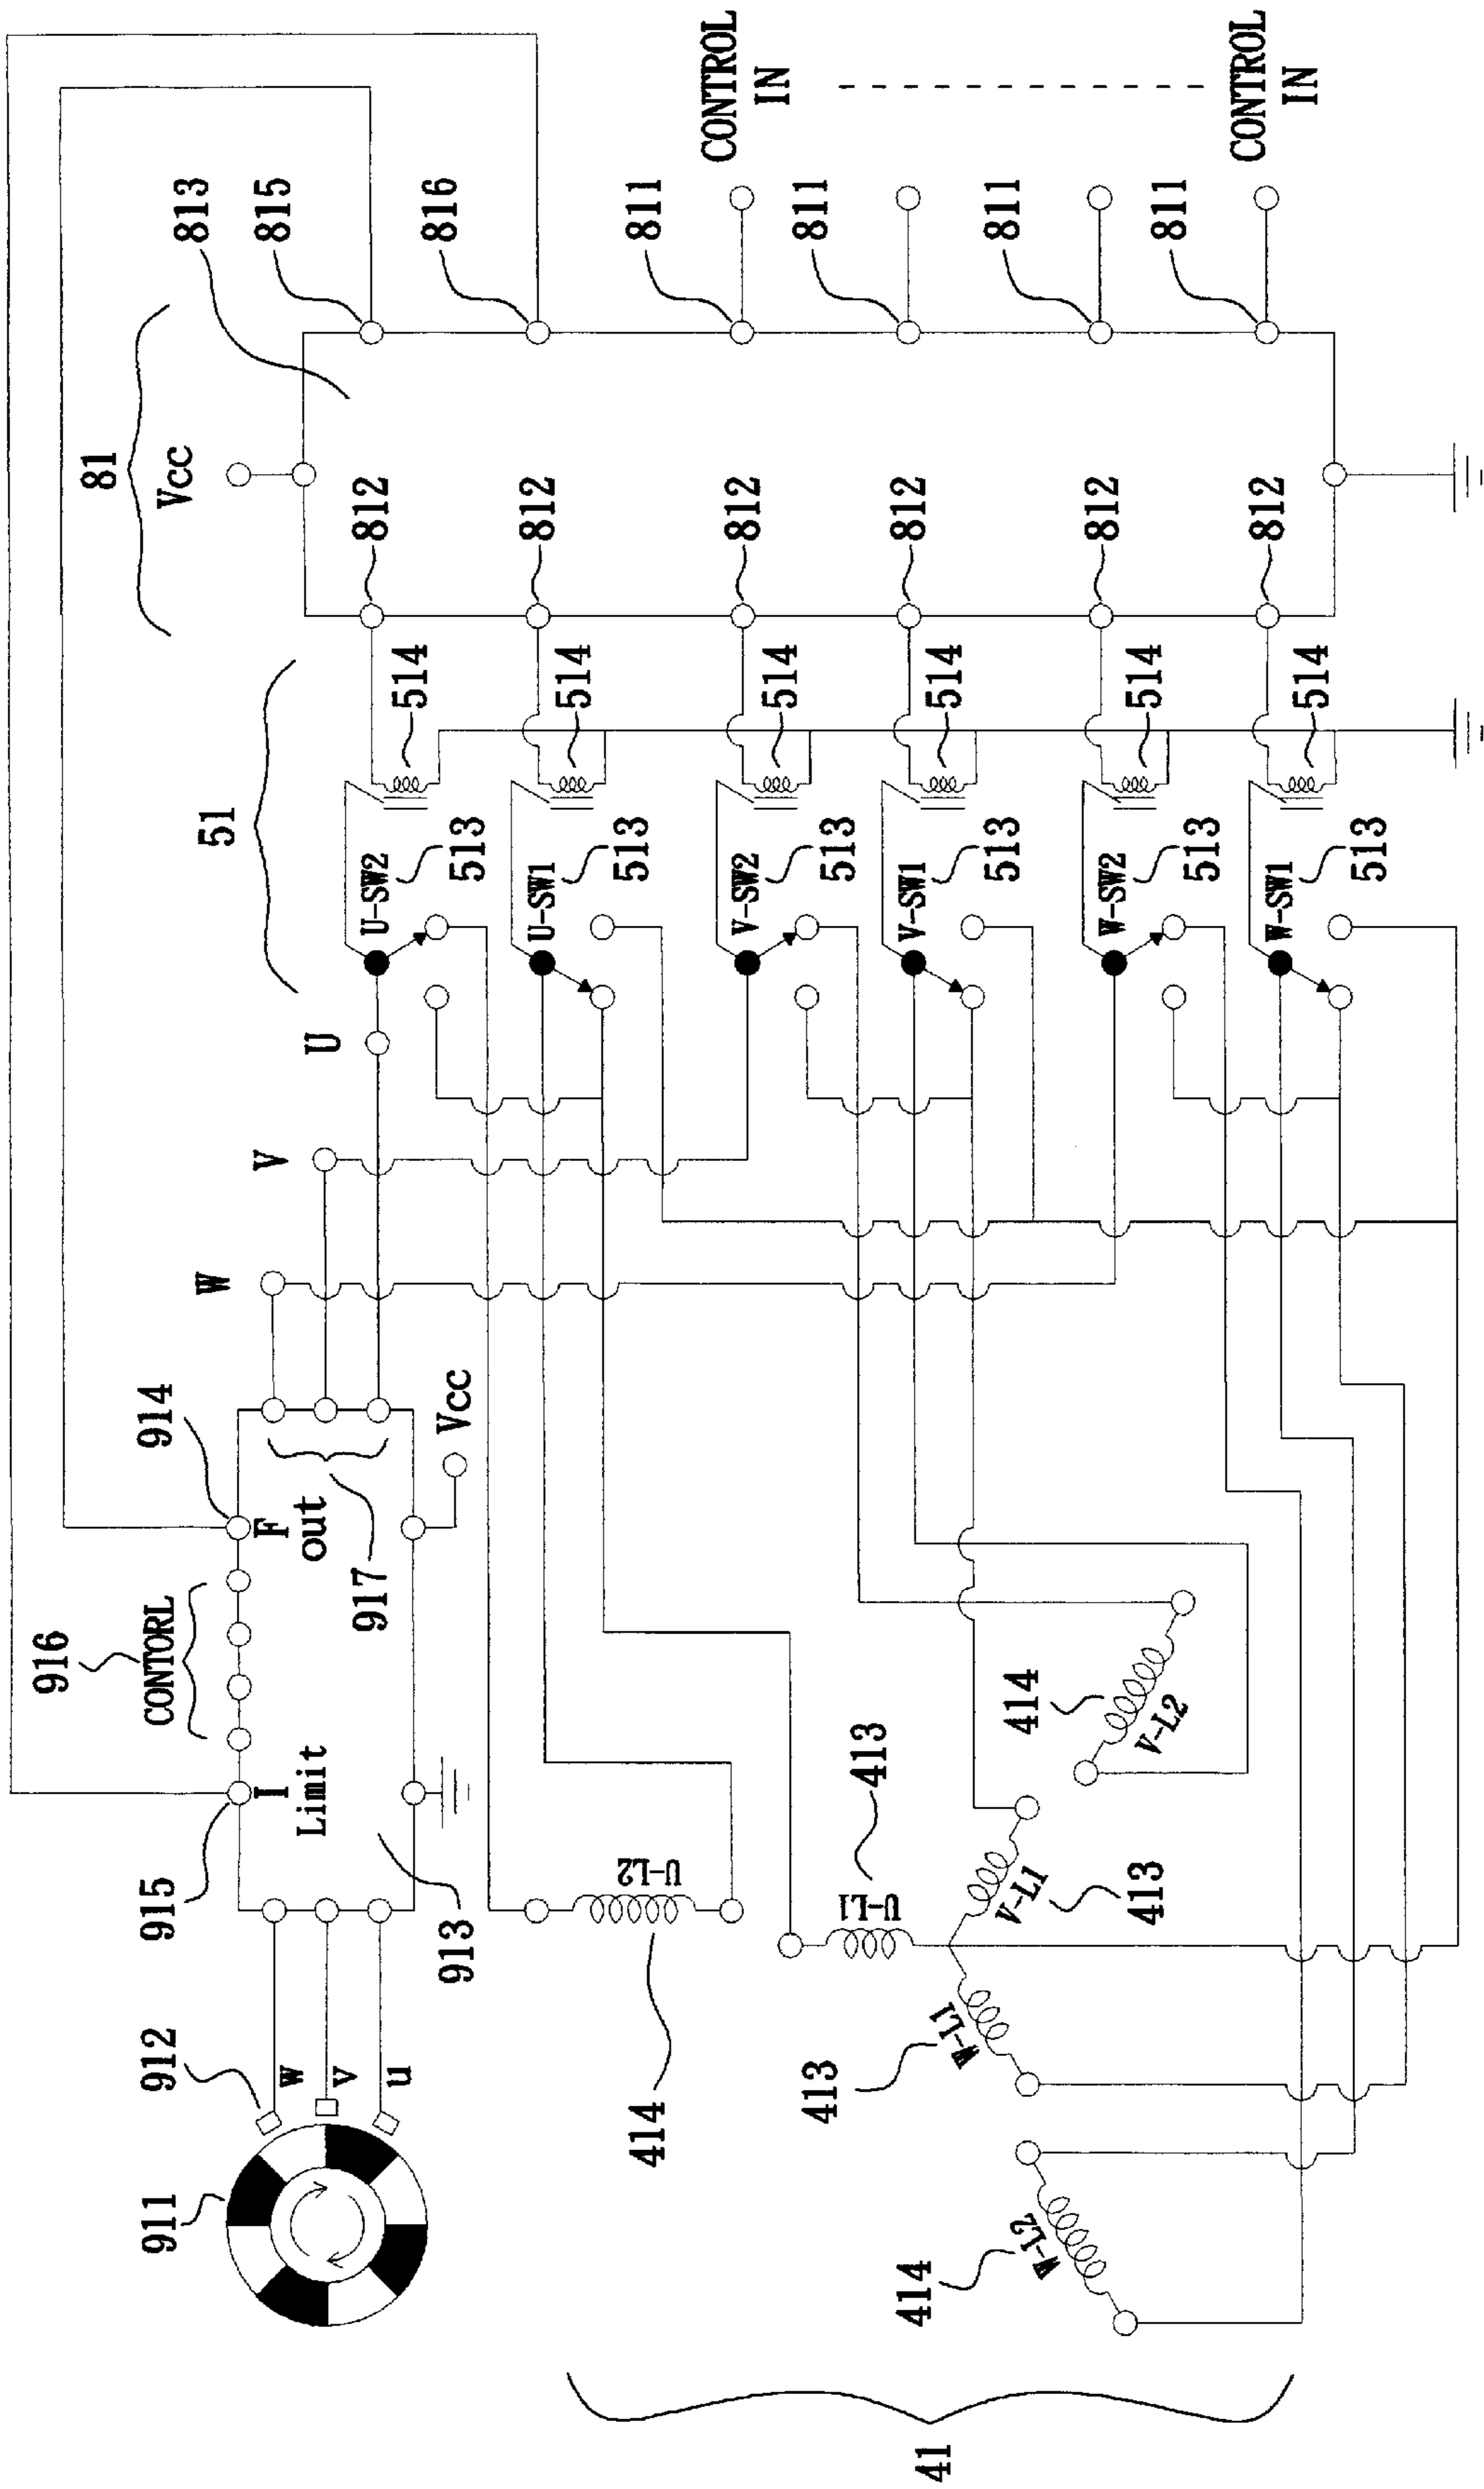 CONTROL
IN
CONTROL
IN
813
815
816
811
811
811
811
81
Vcc
812
812
812
812
812
812
51
514
514
514
514
514
514
U-SW2
513
U-SW1
513
V-SW2
513
V-SW1
513
W-SW2
513
W-SW1
513
U
V
W
914
916
CONTORL
F
out
917
Vcc
I
Limit
915
913
912
w
v
u
911
U-L2
414
413
U-L1
V-L1
413
414
V-L2
W-L1
413
W-L2
414
41